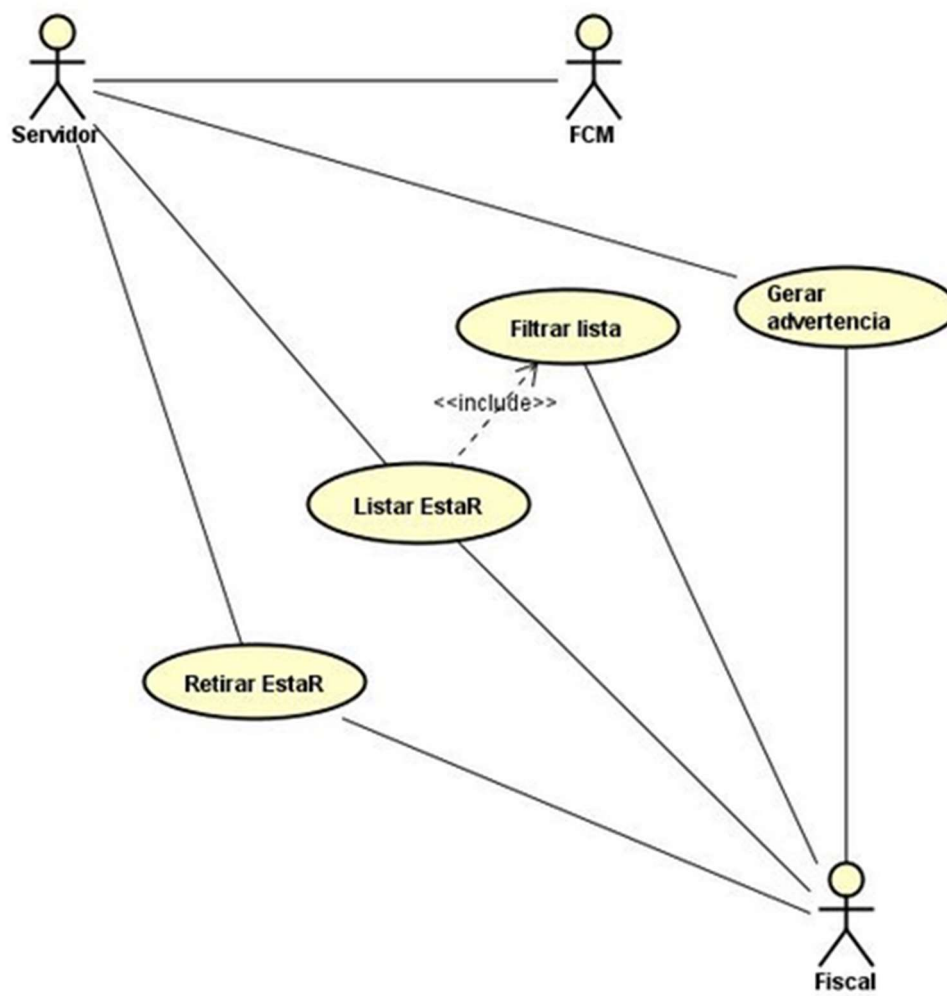 Servidor
FCM
Gerar
advertencia
Filtrar lista
<<include>>
Listar EstaR
Retirar EstaR
Fiscal